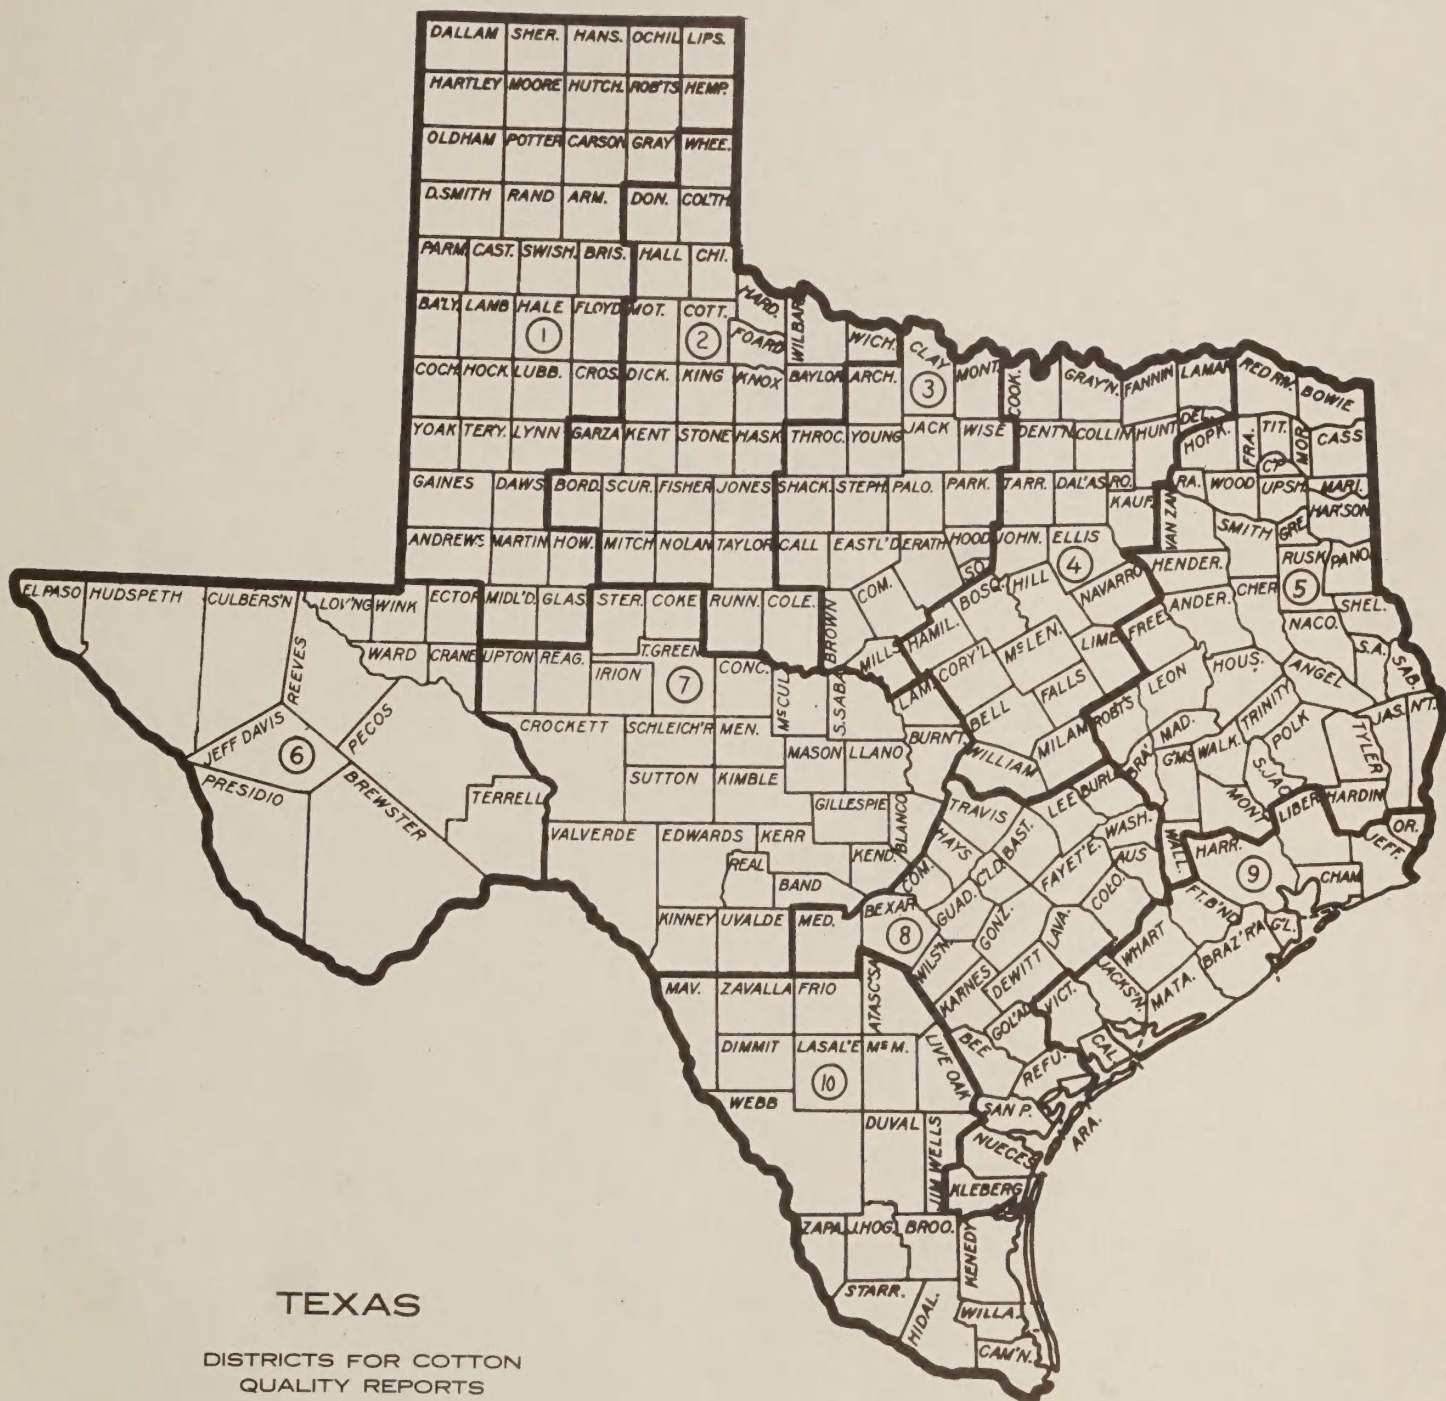 DALLAM SHER. HANS. OCHIL LIPS.
HARTLEY MOORE HUTCH. ROB'TS HEMP.
OLDHAM POTTER CARSON GRAY WHEE.
D.SMITH RAND ARM. DON. COL'TH
PARM. CAST. SWISH. BRIS. HALL CHI.
BA'LY. LAMB HALE FLOYD MOT. COTT. HARD. WILBAR
1 2 FOARD WICH. CLAY
3 MONT. COOK. GRAY'N. FANNIN LAMAR RED RIV. BOWIE
COCH. HOCK. LUBB. CROS. DICK. KING KNOX BAYLOR ARCH.
YOAK TERY. LYNN GARZA KENT STONE HASK. THROC. YOUNG JACK WISE DENT'N COLLIN HUNT DEL. HOPK. FRA. TIT. MOR. CASS
GAINES DAWS. BORD. SCUR. FISHER JONES SHACK. STEPH. PALO. PARK. TARR. DAL'AS RO. KAUF. RA. WOOD CP UPSH. MARI.
VAN ZAN SMITH GRE. HAR'SON
ANDREWS MARTIN HOW. MITCH NOLAN TAYLOR CALL EASTL'D ERATH HOOD SO. JOHN. ELLIS HENDER. RUSK PANO.
4 NAVARRO CHER 5
EL PASO HUDSPETH CULBERS'N LOV'NG WINK ECTOR MIDL'D. GLAS. STER. COKE RUNN. COLE. BROWN COM. BOSQ. HILL ANDER. SHEL.
REEVES WARD CRANE UPTON REAG. IRION T.GREEN CONC. MILLS HAMIL. McLEN. LIME FREE. NACO. S.A. SAB.
7 McCUL S.SABA LAM. CORY'L FALLS LEON HOUS. ANGEL
JEFF DAVIS PECOS CROCKETT SCHLEICH'R MEN. BELL ROBT'S MAD. TRINITY POLK TYLER JAS. N'T.
6 MASON LLANO BURN'T. MILAM BRA' G'MS WALK. S.JAC
PRESIDIO BREWSTER SUTTON KIMBLE WILLIAM
TERRELL GILLESPIE BLANCO TRAVIS LEE BURL MONT LIBER HARDIN OR.
VALVERDE EDWARDS KERR HAYS BAST. WASH. WALL. HARR. JEFF.
REAL KEND. COM. CLD. FAYET'E. AUS 9 CHAM
BAND GUAD. COLO. FT.B'ND
KINNEY UVALDE MED. BEXAR GONZ. LAVA. WHART BRAZ'R'A G'L.
8
MAV. ZAVALLA FRIO ATASC'SA WILS'N. KARNES DEWITT JACKS'N MATA.
VICT.
DIMMIT LASAL'E McM. LIVE OAK BEE GOL'AD CAL.
10 REFU.
WEBB SAN P. ARA.
DUVAL JIM WELLS NUECES
KLEBERG
ZAPA. J.HOG. BROO. KENEDY
STARR. HIDAL. WILLA.
CAM'N.
TEXAS
DISTRICTS FOR COTTON
QUALITY REPORTS